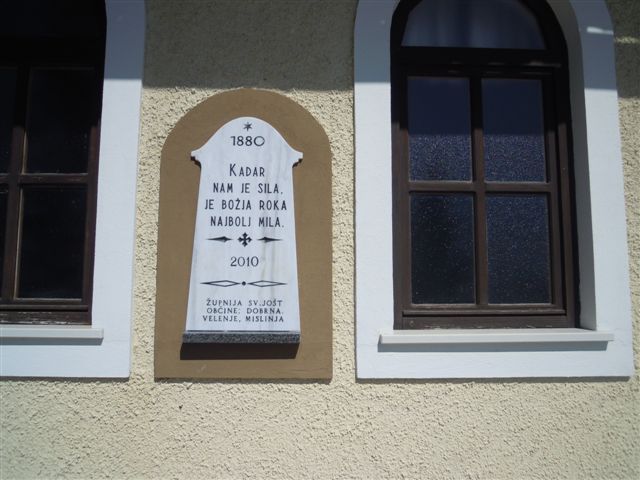 1880
KADAR
NAM JE SILA,
JE BOŽJA ROKA
NAJBOLJ MILA.
2010
ŽUPNIJA SV.JOŠT
OBČINE: DOBRNA,
VELENJE, MISLINJA